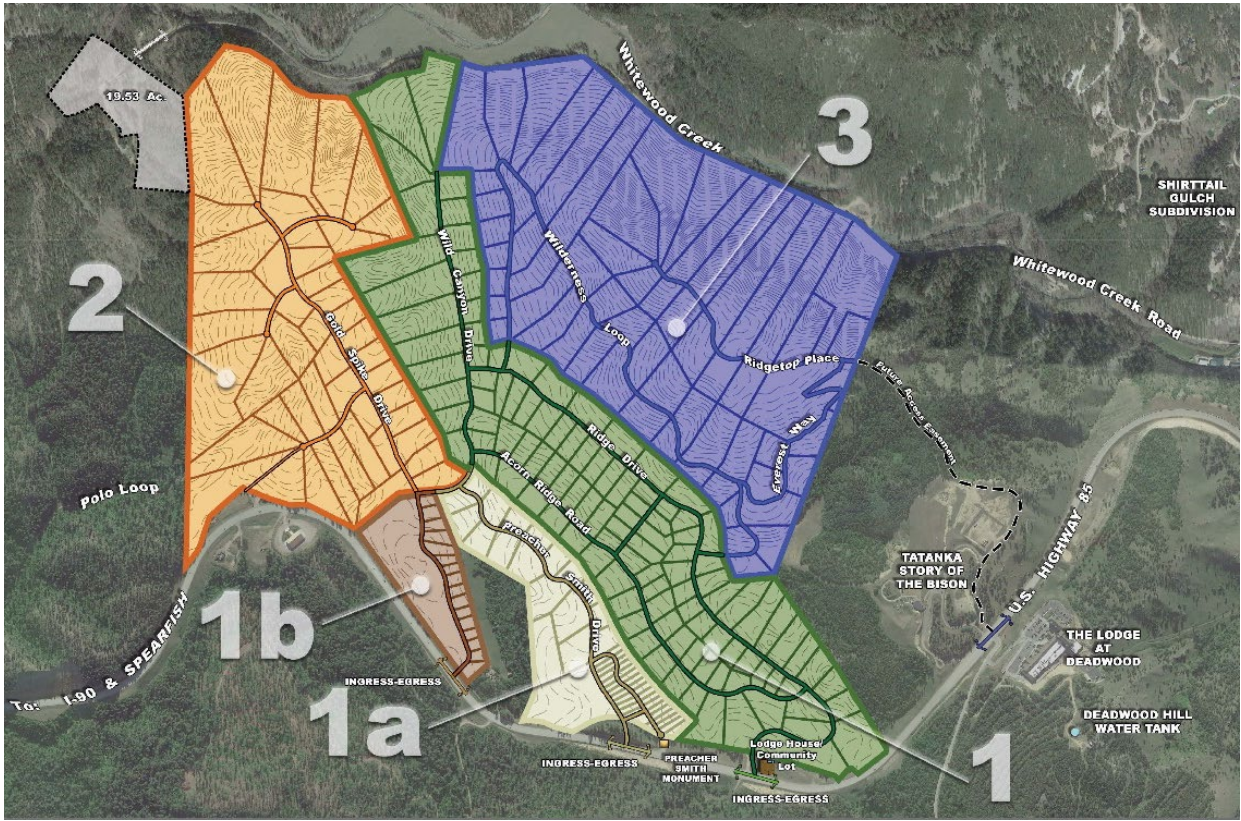 Whitewood Creek
19.53 Ac.
3
SHIRTTAIL
GULCH
SUBDIVISION
Wild Canyon Drive
Wilderness Loop
Whitewood Creek Road
2
Gold Spike Drive
Ridgetop Place
Future Access Easement
Everest Way
Ridge Drive
Acorn Ridge Road
Polo Loop
U.S. HIGHWAY 85
Preacher Smith Drive
TATANKA
STORY OF
THE BISON
1b
THE LODGE
AT
DEADWOOD
To: I-90 & SPEARFISH
INGRESS-EGRESS
1a
DEADWOOD HILL
WATER TANK
Lodge House/
Community
Lot
INGRESS-EGRESS
PREACHER
SMITH
MONUMENT
1
INGRESS-EGRESS